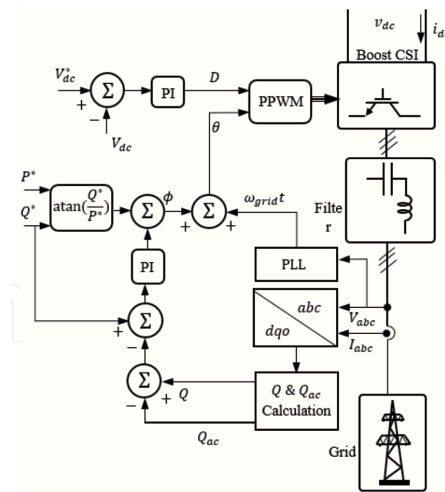 v_dc
i_d
Boost CSI
V*_dc
+
−
Σ
V_dc
PI
D
PPWM
θ
P*
Q*
atan(Q*/P*)
Σ
ϕ
+
Σ
+
ω_grid t
Filte
r
PI
PLL
abc
dqo
V_abc
I_abc
+
−
Σ
Σ
−
+
Q
Q & Q_ac
Calculation
Q_ac
Grid